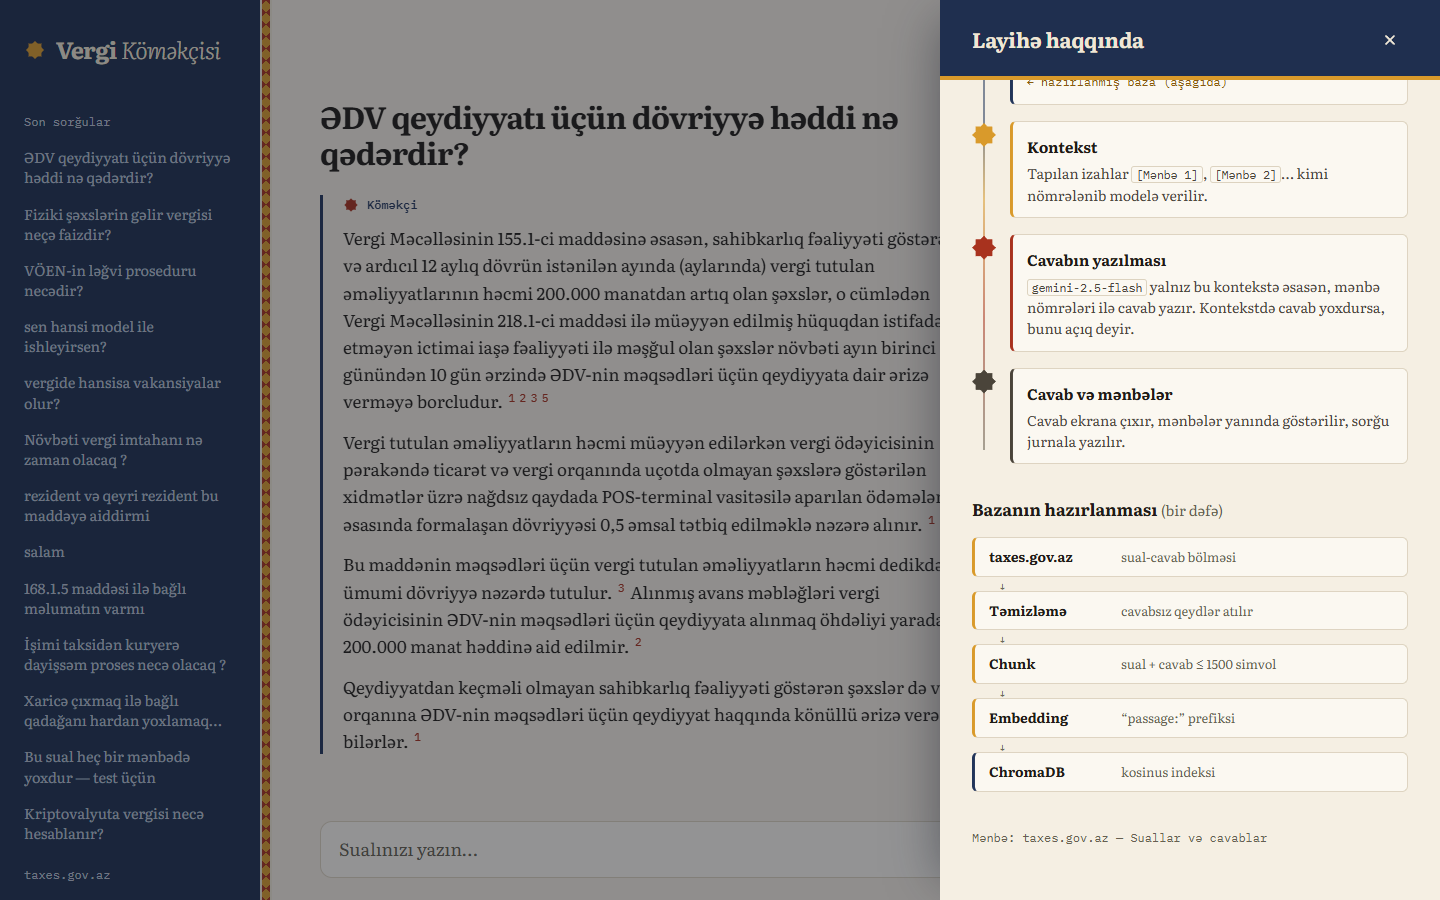 Vergi Köməkçisi
Son sorğular
ƏDV qeydiyyatı üçün dövriyyə
həddi nə qədərdir?
Fiziki şəxslərin gəlir vergisi
neçə faizdir?
VÖEN-in ləğvi proseduru
necədir?
sen hansi model ile
ishleyirsen?
vergide hansisa vakansiyalar
olur?
Növbəti vergi imtahanı nə
zaman olacaq ?
rezident və qeyri rezident bu
maddəyə aiddirmi
salam
168.1.5 maddəsi ilə bağlı
məlumatın varmı
İşimi taksidən kuryerə
dayişsəm proses necə olacaq ?
Xaricə çıxmaq ilə bağlı
qadağanı hardan yoxlamaq...
Bu sual heç bir mənbədə
yoxdur — test üçün
Kriptovalyuta vergisi necə
hesablanır?
taxes.gov.az
ƏDV qeydiyyatı üçün dövriyyə həddi nə
qədərdir?
Köməkçi
Vergi Məcəlləsinin 155.1-ci maddəsinə əsasən, sahibkarlıq fəaliyyəti göstərə
və ardıcıl 12 aylıq dövrün istənilən ayında (aylarında) vergi tutulan
əməliyyatlarının həcmi 200.000 manatdan artıq olan şəxslər, o cümlədən
Vergi Məcəlləsinin 218.1-ci maddəsi ilə müəyyən edilmiş hüquqdan istifadə
etməyən ictimai iaşə fəaliyyəti ilə məşğul olan şəxslər növbəti ayın birinci
günündən 10 gün ərzində ƏDV-nin məqsədləri üçün qeydiyyata dair ərizə
verməyə borcludur. 1 2 3 5
Vergi tutulan əməliyyatların həcmi müəyyən edilərkən vergi ödəyicisinin
pərakəndə ticarət və vergi orqanında uçotda olmayan şəxslərə göstərilən
xidmətlər üzrə nağdsız qaydada POS-terminal vasitəsilə aparılan ödəmələr
əsasında formalaşan dövriyyəsi 0,5 əmsal tətbiq edilməklə nəzərə alınır. 1
Bu maddənin məqsədləri üçün vergi tutulan əməliyyatların həcmi dedikdə
ümumi dövriyyə nəzərdə tutulur. 3 Alınmış avans məbləğləri vergi
ödəyicisinin ƏDV-nin məqsədləri üçün qeydiyyata alınmaq öhdəliyi yarada
200.000 manat həddinə aid edilmir. 2
Qeydiyyatdan keçməli olmayan sahibkarlıq fəaliyyəti göstərən şəxslər də v
orqanına ƏDV-nin məqsədləri üçün qeydiyyat haqqında könüllü ərizə verə
bilərlər. 1
Sualınızı yazın...
Layihə haqqında
×
← hazırlanmış baza (aşağıda)
Kontekst
Tapılan izahlar [Mənbə 1], [Mənbə 2]... kimi
nömrələnib modelə verilir.
Cavabın yazılması
gemini-2.5-flash yalnız bu kontekstə əsasən, mənbə
nömrələri ilə cavab yazır. Kontekstdə cavab yoxdursa,
bunu açıq deyir.
Cavab və mənbələr
Cavab ekrana çıxır, mənbələr yanında göstərilir, sorğu
jurnala yazılır.
Bazanın hazırlanması (bir dəfə)
taxes.gov.az sual-cavab bölməsi
↓
Təmizləmə cavabsız qeydlər atılır
↓
Chunk sual + cavab ≤ 1500 simvol
↓
Embedding “passage:” prefiksi
↓
ChromaDB kosinus indeksi
Mənbə: taxes.gov.az — Suallar və cavablar